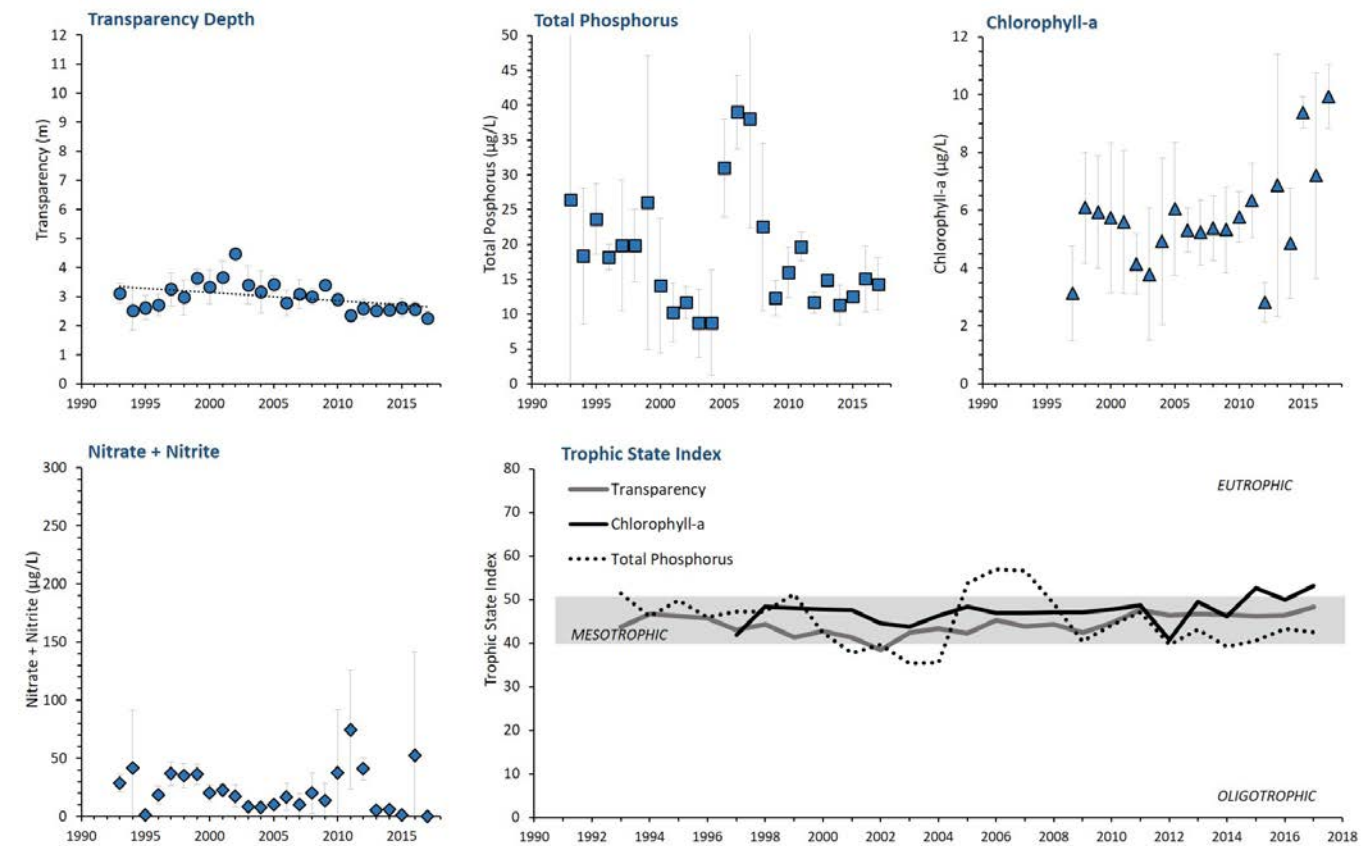 Transparency Depth
Transparency (m)
12
11
10
9
8
7
6
5
4
3
2
1
0
1990 1995 2000 2005 2010 2015
Total Phosphorus
Total Posphorus (µg/L)
50
45
40
35
30
25
20
15
10
5
0
1990 1995 2000 2005 2010 2015
Chlorophyll-a
Chlorophyll-a (µg/L)
12
10
8
6
4
2
0
1990 1995 2000 2005 2010 2015
Nitrate + Nitrite
Nitrate + Nitrite (µg/L)
300
250
200
150
100
50
0
1990 1995 2000 2005 2010 2015
Trophic State Index
Trophic State Index
80
70
60
50
40
30
20
10
0
Transparency
Chlorophyll-a
Total Phosphorus
EUTROPHIC
MESOTROPHIC
OLIGOTROPHIC
1990 1992 1994 1996 1998 2000 2002 2004 2006 2008 2010 2012 2014 2016 2018